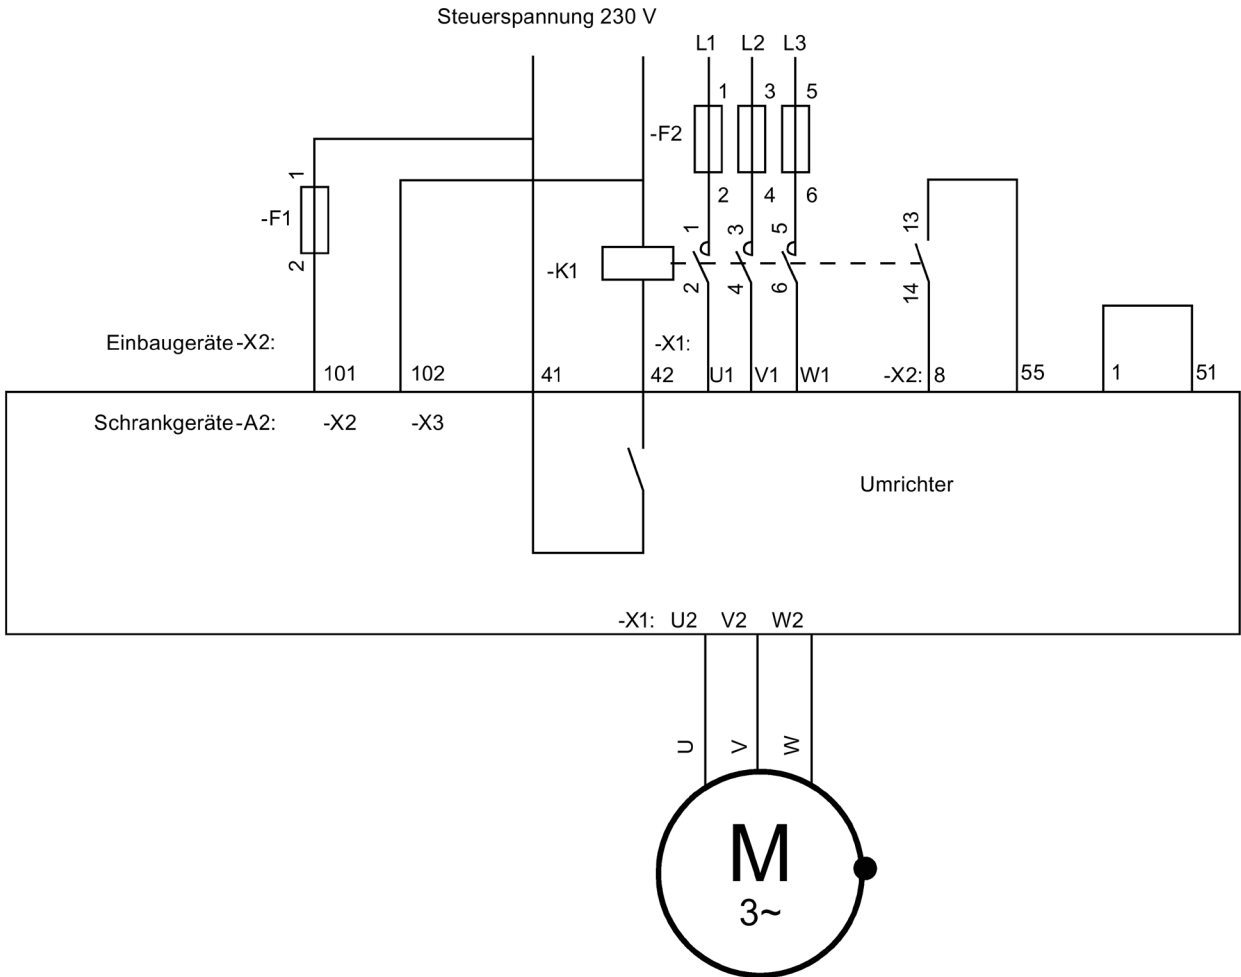 Steuerspannung 230 V
L1 L2 L3
1 3 5
-F2
1
2 4 6
-F1
13
1 3 5
2
-K1
2 4 6
14
Einbaugeräte -X2:
-X1:
101 102 41 42 U1 V1 W1 -X2: 8 55 1 51
Schrankgeräte -A2: -X2 -X3
Umrichter
-X1: U2 V2 W2
U V W
M
3~